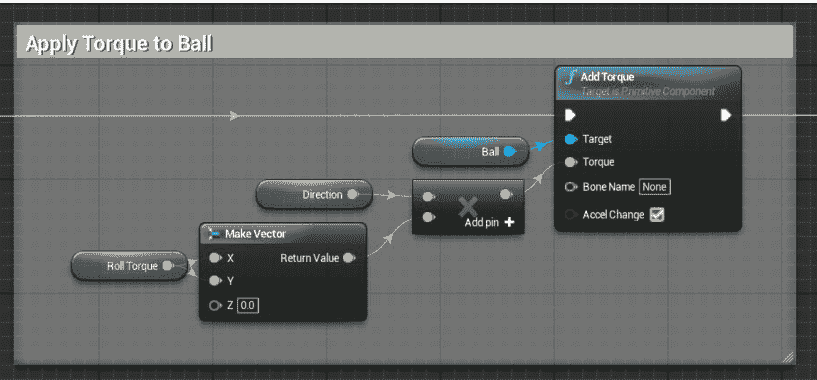 Apply Torque to Ball
Add Torque
Target is Primitive Component
Ball
Target
Torque
Direction
Bone Name None
Add pin
Accel Change
Make Vector
Roll Torque
X
Return Value
Y
Z 0.0